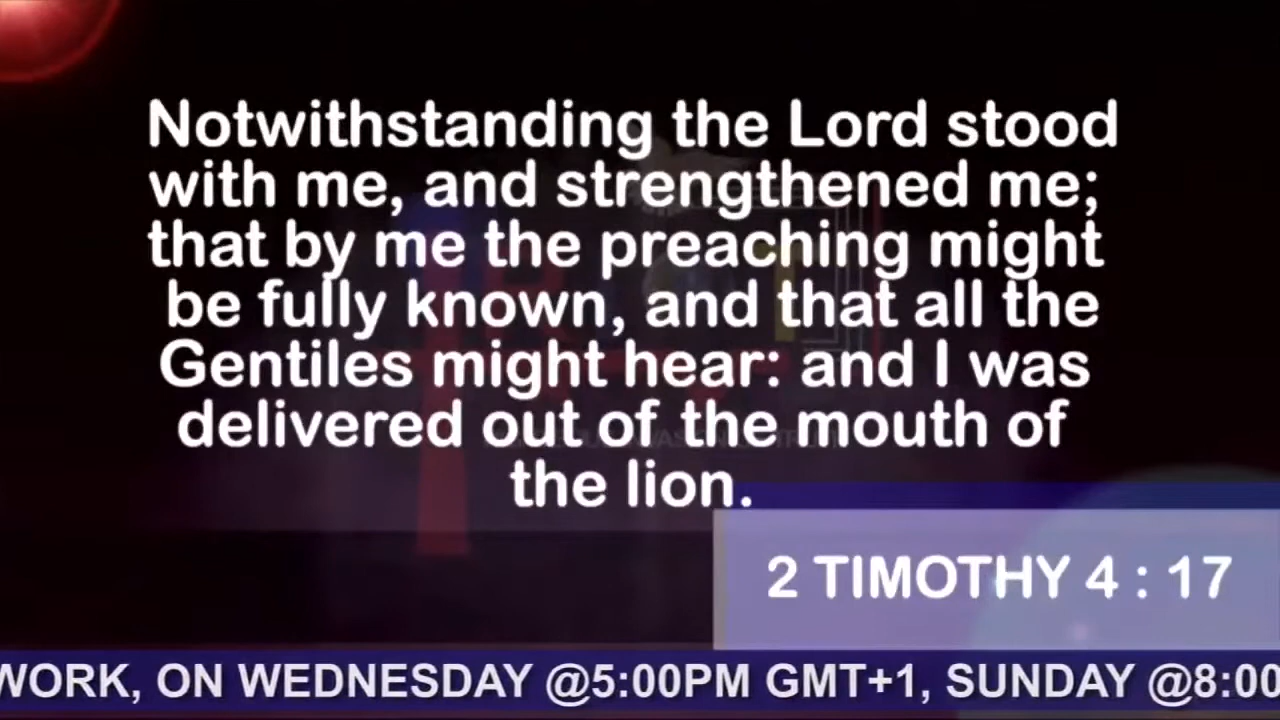 Notwithstanding the Lord stood
with me, and strengthened me;
that by me the preaching might
be fully known, and that all the
Gentiles might hear: and I was
delivered out of the mouth of
the lion.
2 TIMOTHY 4 : 17
WORK, ON WEDNESDAY @5:00PM GMT+1, SUNDAY @8:00